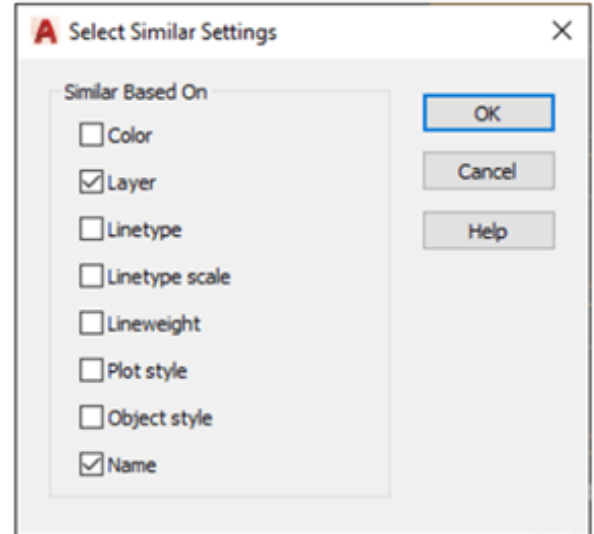 Select Similar Settings
Similar Based On
Color
Layer
Linetype
Linetype scale
Lineweight
Plot style
Object style
Name
OK
Cancel
Help